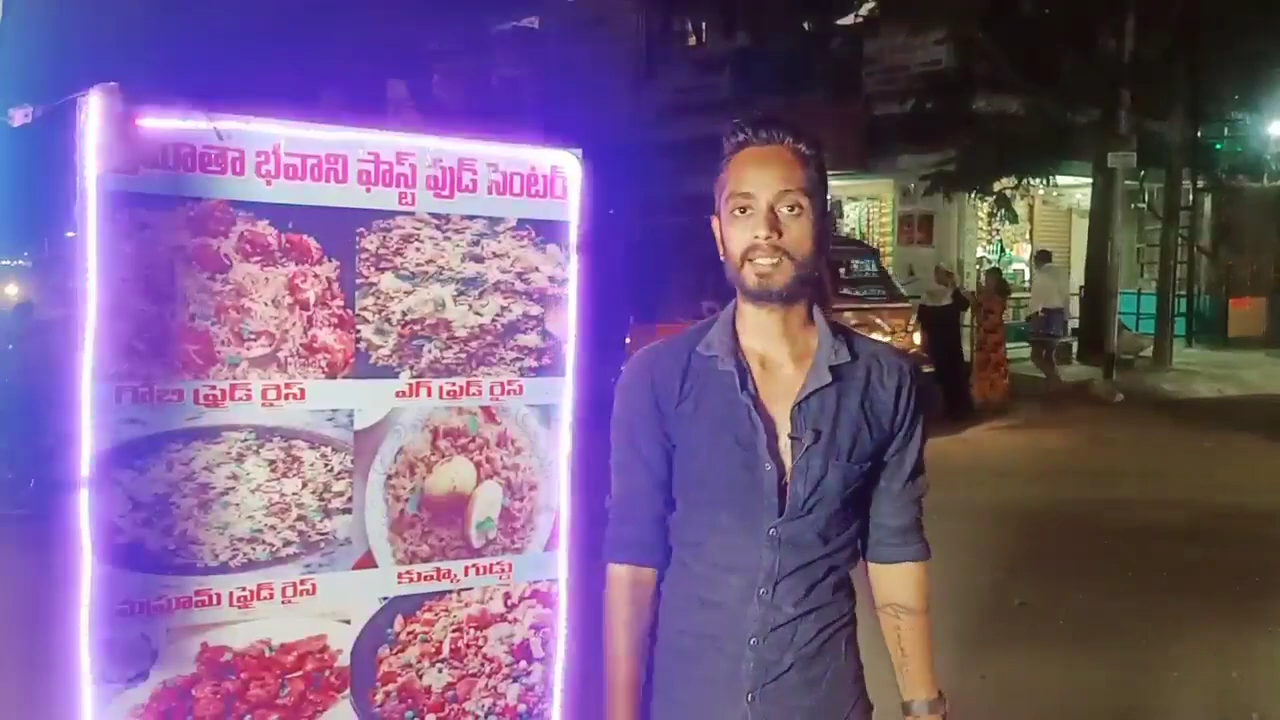 భవాని ఫాస్ట్ ఫుడ్ సెంటర్
గోబి ఫ్రైడ్ రైస్
ఎగ్ ఫ్రైడ్ రైస్
ఫ్రైడ్ రైస్
కుష్కా గుడ్డు